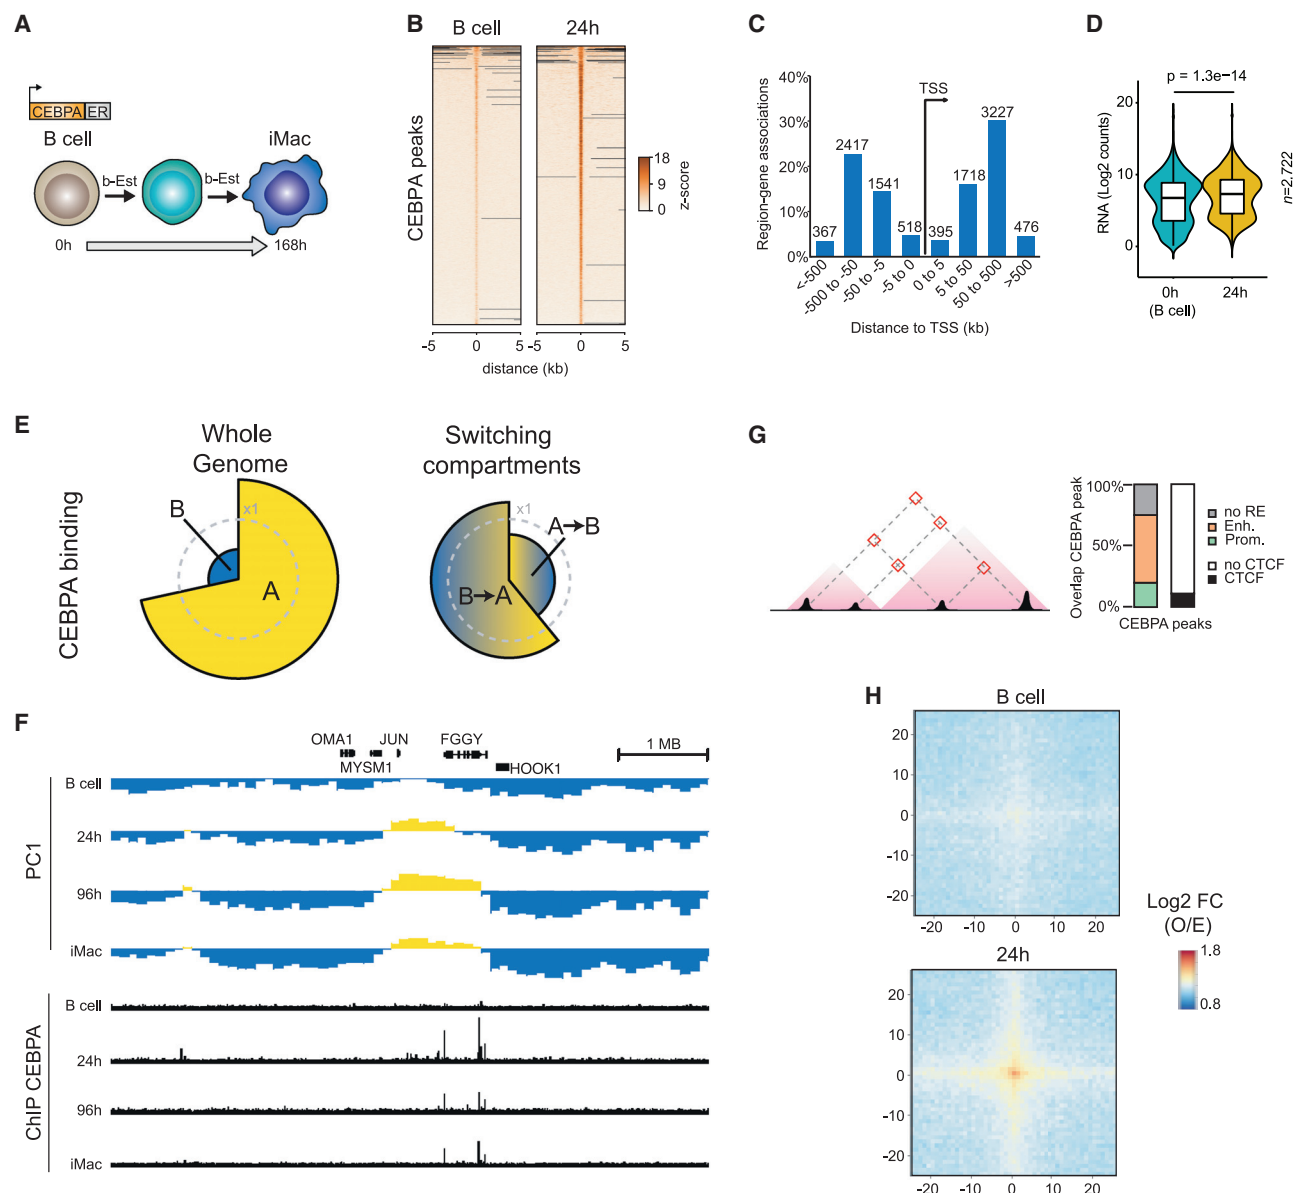 A
CEBPA ER
B cell
iMac
b-Est
b-Est
0h
168h
B
B cell
24h
CEBPA peaks
18
9
0
z-score
-5
0
5
-5
0
5
distance (kb)
C
Region-gene associations
40%
30%
20%
10%
0%
TSS
367
2417
1541
518
395
1718
3227
476
<-500
-500 to -50
-50 to -5
-5 to 0
0 to 5
5 to 50
50 to 500
>500
Distance to TSS (kb)
D
p = 1.3e−14
RNA (Log2 counts)
20
10
0
0h
(B cell)
24h
n=2,722
E
CEBPA binding
Whole
Genome
B
x1
A
Switching
compartments
x1
A→B
B→A
F
OMA1
JUN
FGGY
MYSM1
HOOK1
1 MB
PC1
B cell
24h
96h
iMac
ChIP CEBPA
B cell
24h
96h
iMac
G
Overlap CEBPA peak
100%
50%
0%
CEBPA peaks
no RE
Enh.
Prom.
no CTCF
CTCF
H
B cell
20
10
0
-10
-20
-20
-10
0
10
20
24h
20
10
0
-10
-20
-20
-10
0
10
20
Log2 FC
(O/E)
1.8
0.8